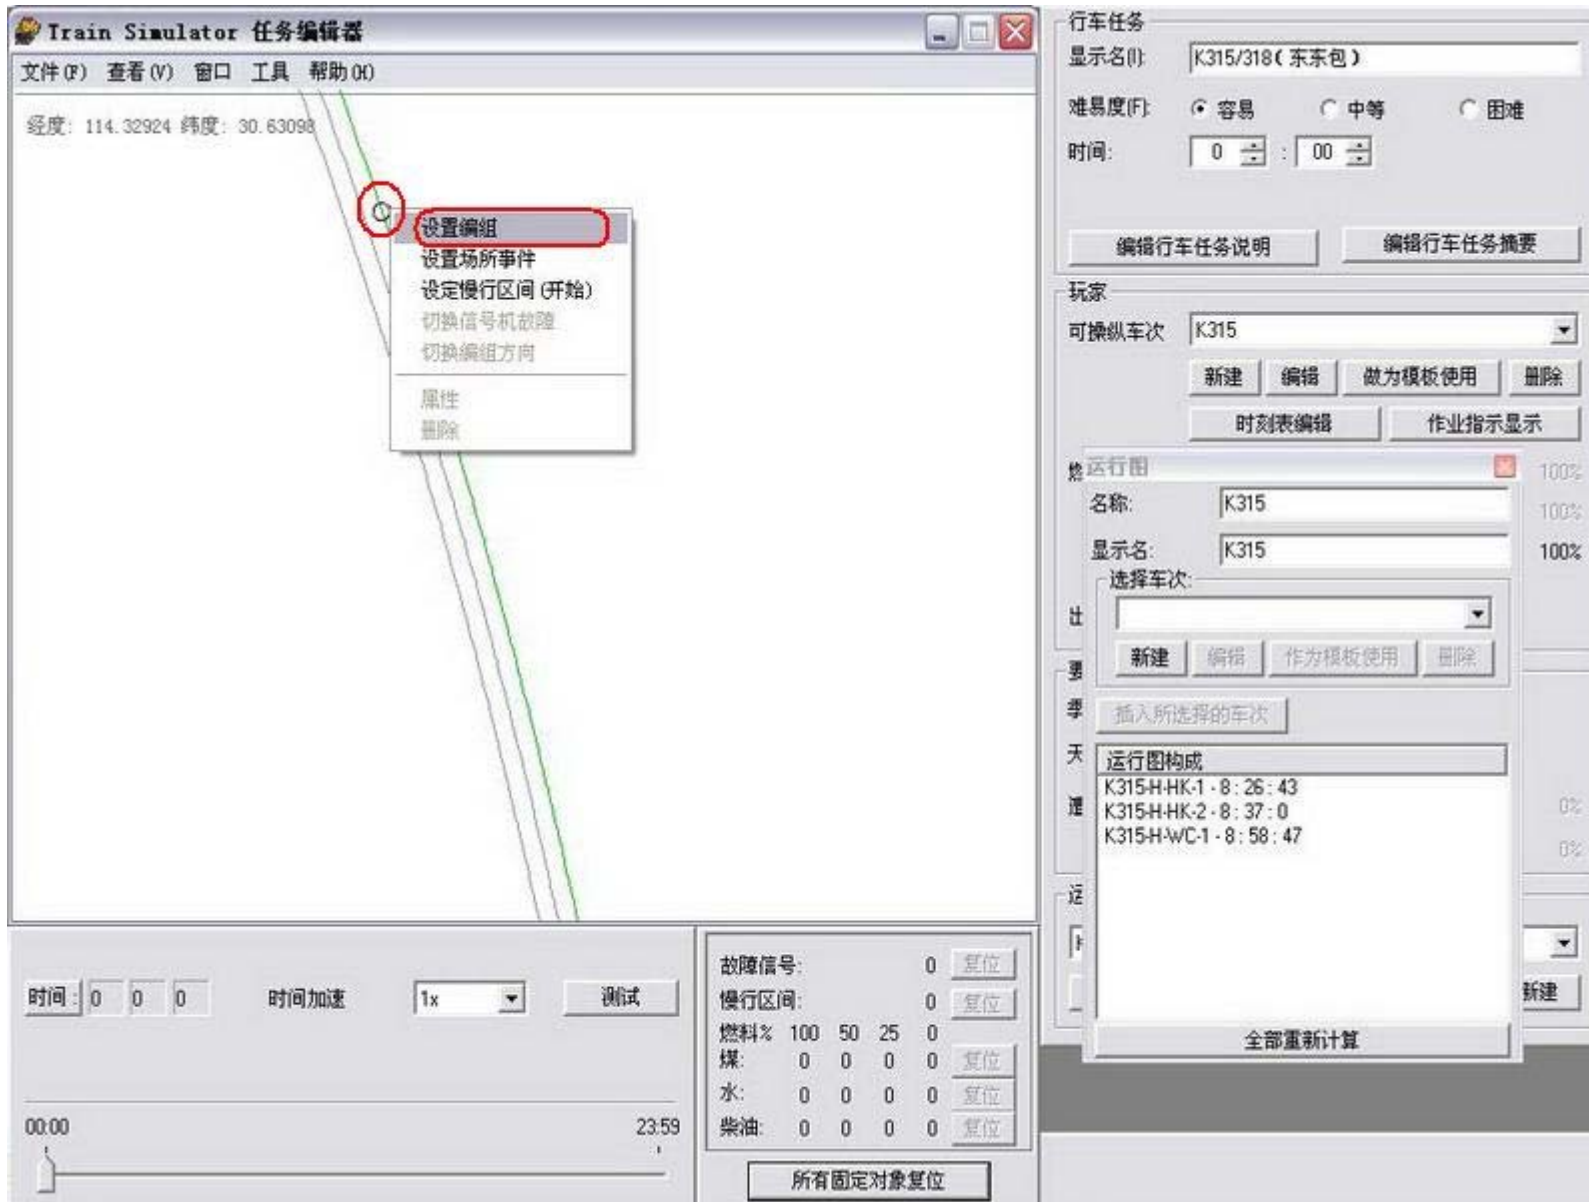 Train Simulator 任务编辑器
文件(F) 查看(V) 窗口 工具 帮助(H)
经度: 114.32924 纬度: 30.63098
设置编组
设置场所事件
设定慢行区间(开始)
切换信号机故障
切换编组方向
属性
删除
时间: 0 0 0 时间加速 1x 测试
00:00 23:59
故障信号: 0 复位
慢行区间: 0 复位
燃料% 100 50 25 0
煤: 0 0 0 0 复位
水: 0 0 0 0 复位
柴油: 0 0 0 0 复位
所有固定对象复位
行车任务
显示名(I): K315/318(东东包)
难易度(F): 容易 中等 困难
时间: 0 : 00
编辑行车任务说明 编辑行车任务摘要
玩家
可操纵车次 K315
新建 编辑 做为模板使用 删除
时刻表编辑 作业指示显示
100%
100%
100%
运行图
名称: K315
显示名: K315
选择车次:
新建 编辑 作为模板使用 删除
插入所选择的车次
运行图构成
K315-H-HK-1 - 8 : 26 : 43
K315-H-HK-2 - 8 : 37 : 0
K315-H-WC-1 - 8 : 58 : 47
全部重新计算
季
天
0%
0%
新建